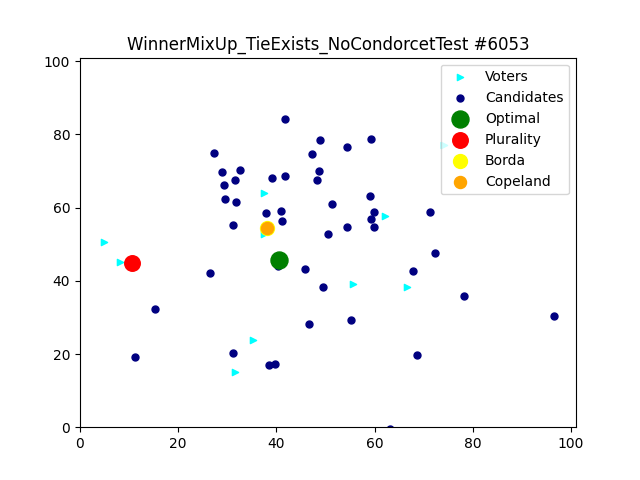 WinnerMixUp_TieExists_NoCondorcetTest #6053
100
80
60
40
20
0
0
20
40
60
80
100
Voters
Candidates
Optimal
Plurality
Borda
Copeland